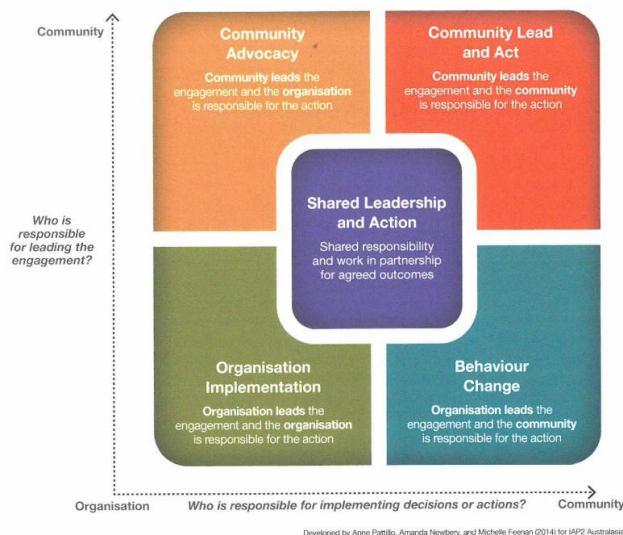 Community
Community
Advocacy
Community leads the
engagement and the organisation
is responsible for the action
Community Lead
and Act
Community leads the
engagement and the community
is responsible for the action
Who is
responsible
for leading the
engagement?
Shared Leadership
and Action
Shared responsibility
and work in partnership
for agreed outcomes
Organisation
Implementation
Organisation leads the
engagement and the organisation
is responsible for the action
Behaviour
Change
Organisation leads the
engagement and the community
is responsible for the action
Organisation
Who is responsible for implementing decisions or actions?
Community
Developed by Anne Pattillo, Amanda Newbery, and Michelle Feenan (2014) for IAP2 Australasia